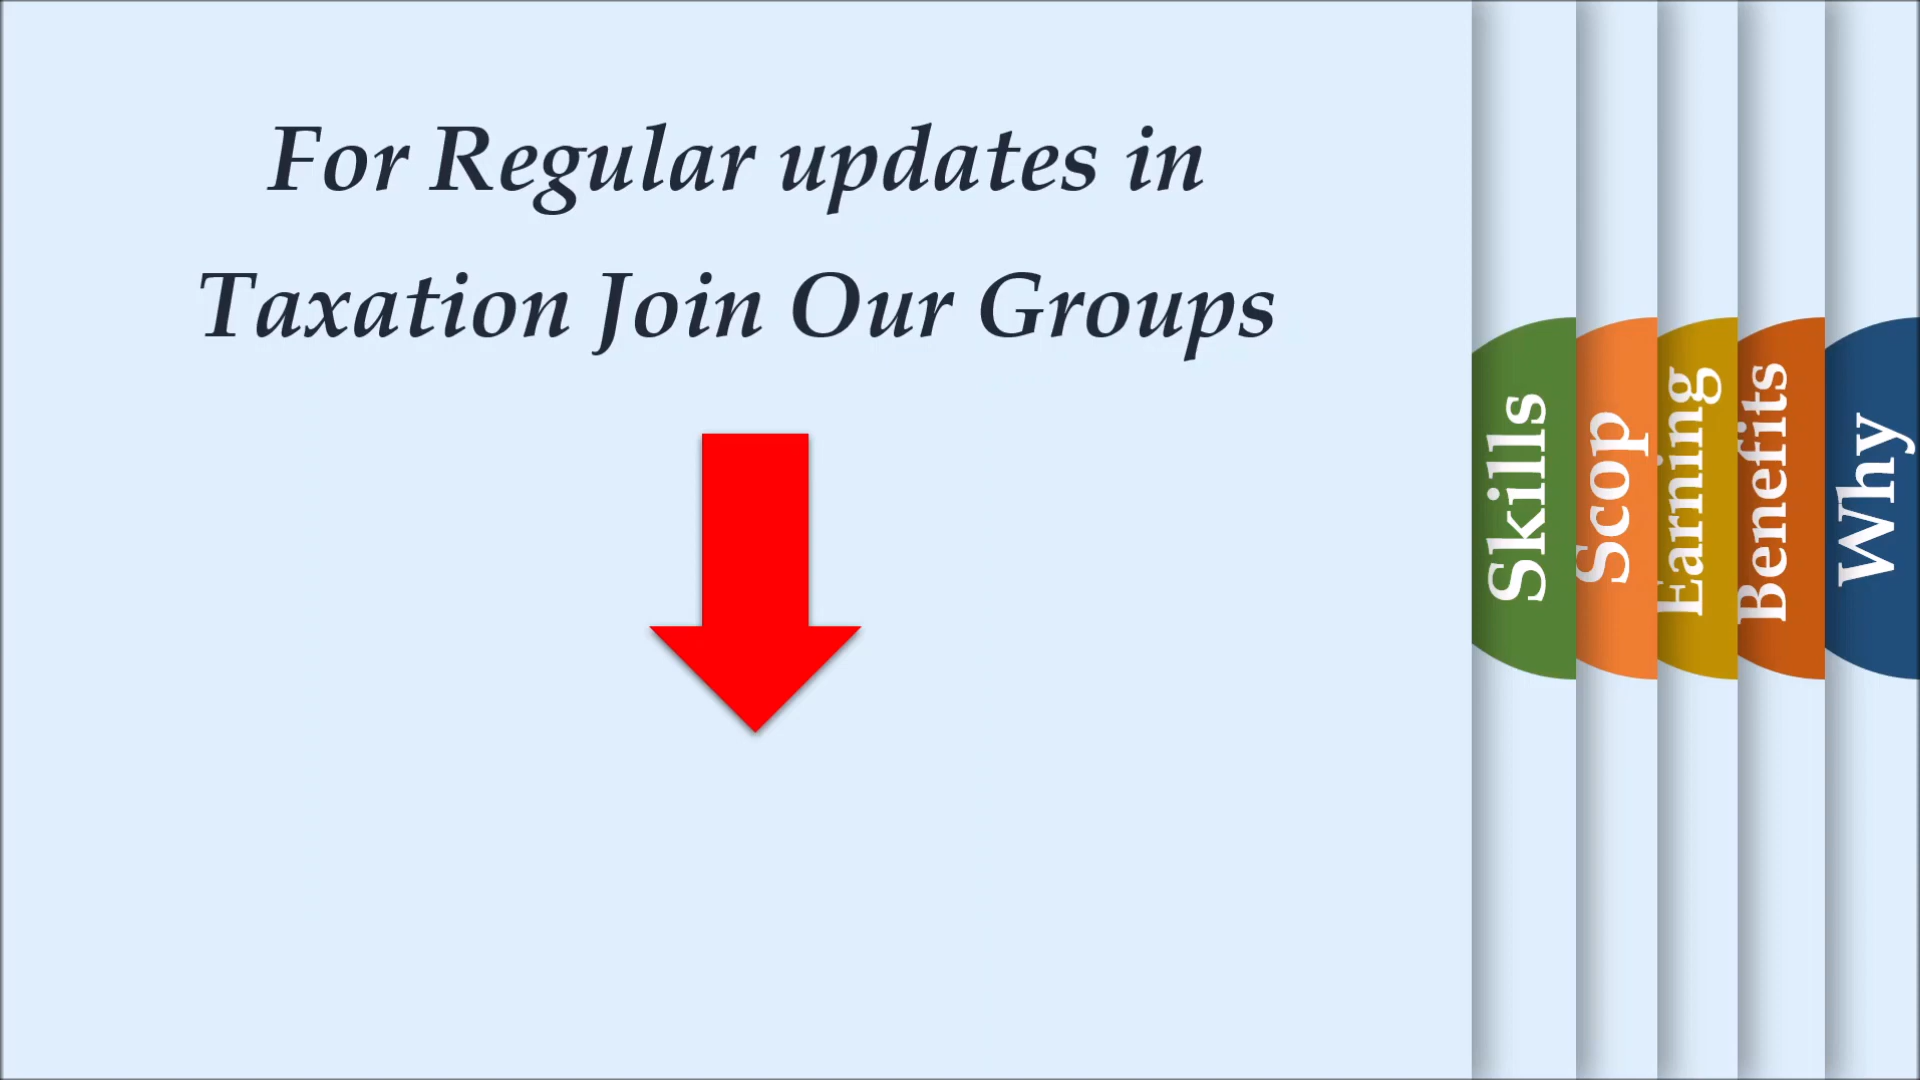 For Regular updates in
Taxation Join Our Groups
Skills
Scop
Earning
Benefits
Why